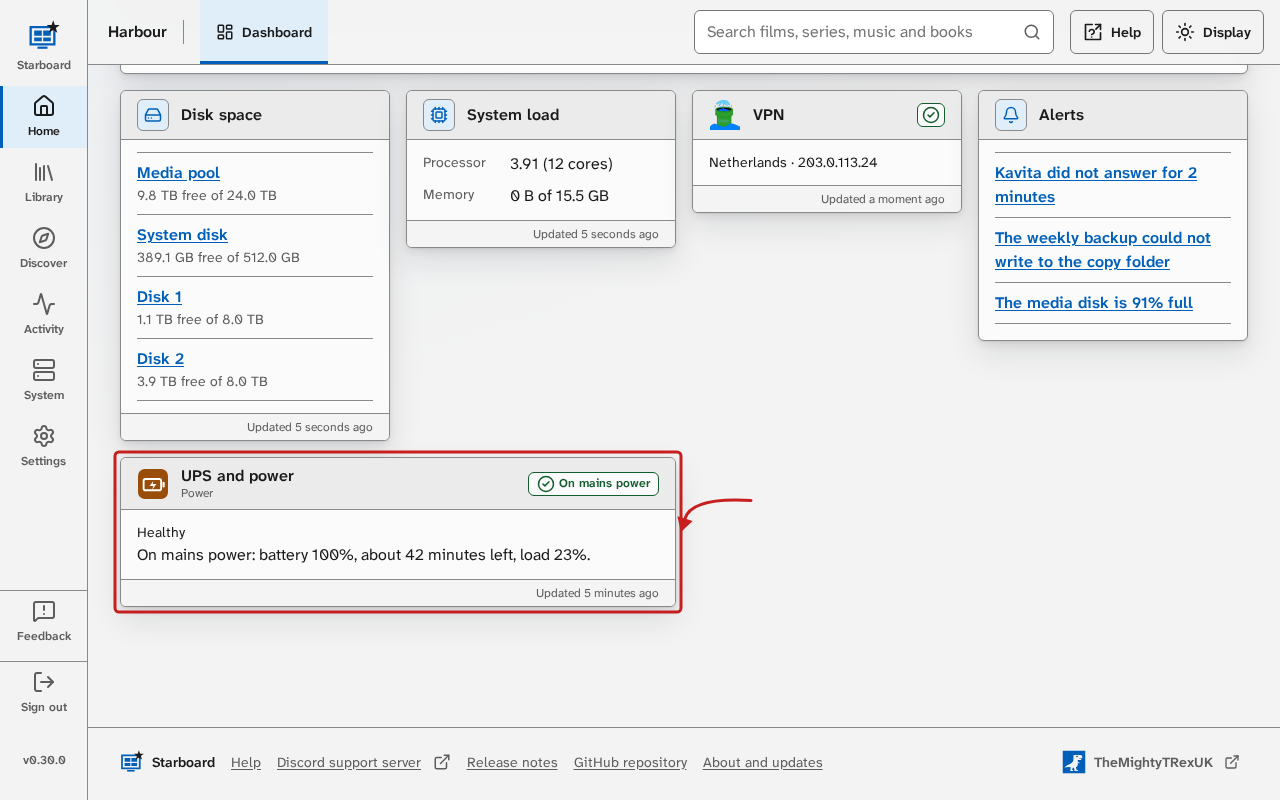 Starboard
Home
Library
Discover
Activity
System
Settings
Feedback
Sign out
v0.30.0
Harbour
Dashboard
Search films, series, music and books
Help
Display
Disk space
Media pool
9.8 TB free of 24.0 TB
System disk
389.1 GB free of 512.0 GB
Disk 1
1.1 TB free of 8.0 TB
Disk 2
3.9 TB free of 8.0 TB
Updated 5 seconds ago
System load
Processor 3.91 (12 cores)
Memory 0 B of 15.5 GB
Updated 5 seconds ago
VPN
Netherlands · 203.0.113.24
Updated a moment ago
Alerts
Kavita did not answer for 2
minutes
The weekly backup could not
write to the copy folder
The media disk is 91% full
UPS and power
Power
On mains power
Healthy
On mains power: battery 100%, about 42 minutes left, load 23%.
Updated 5 minutes ago
Starboard Help Discord support server Release notes GitHub repository About and updates TheMightyTRexUK